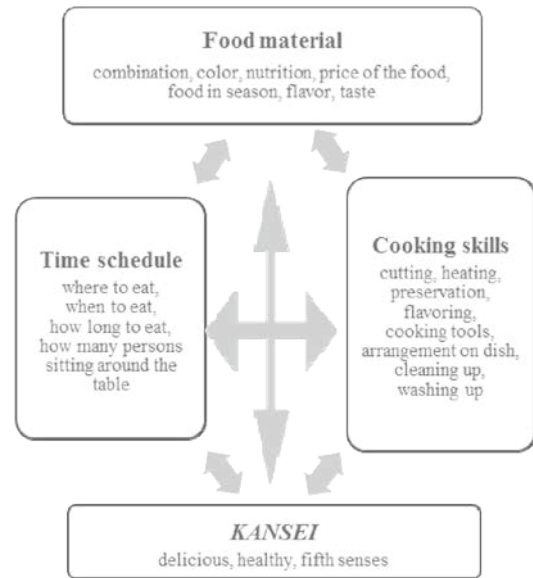 Food material
combination, color, nutrition, price of the food,
food in season, flavor, taste
Time schedule
where to eat,
when to eat,
how long to eat,
how many persons
sitting around the
table
Cooking skills
cutting, heating,
preservation,
flavoring,
cooking tools,
arrangement on dish,
cleaning up,
washing up
KANSEI
delicious, healthy, fifth senses